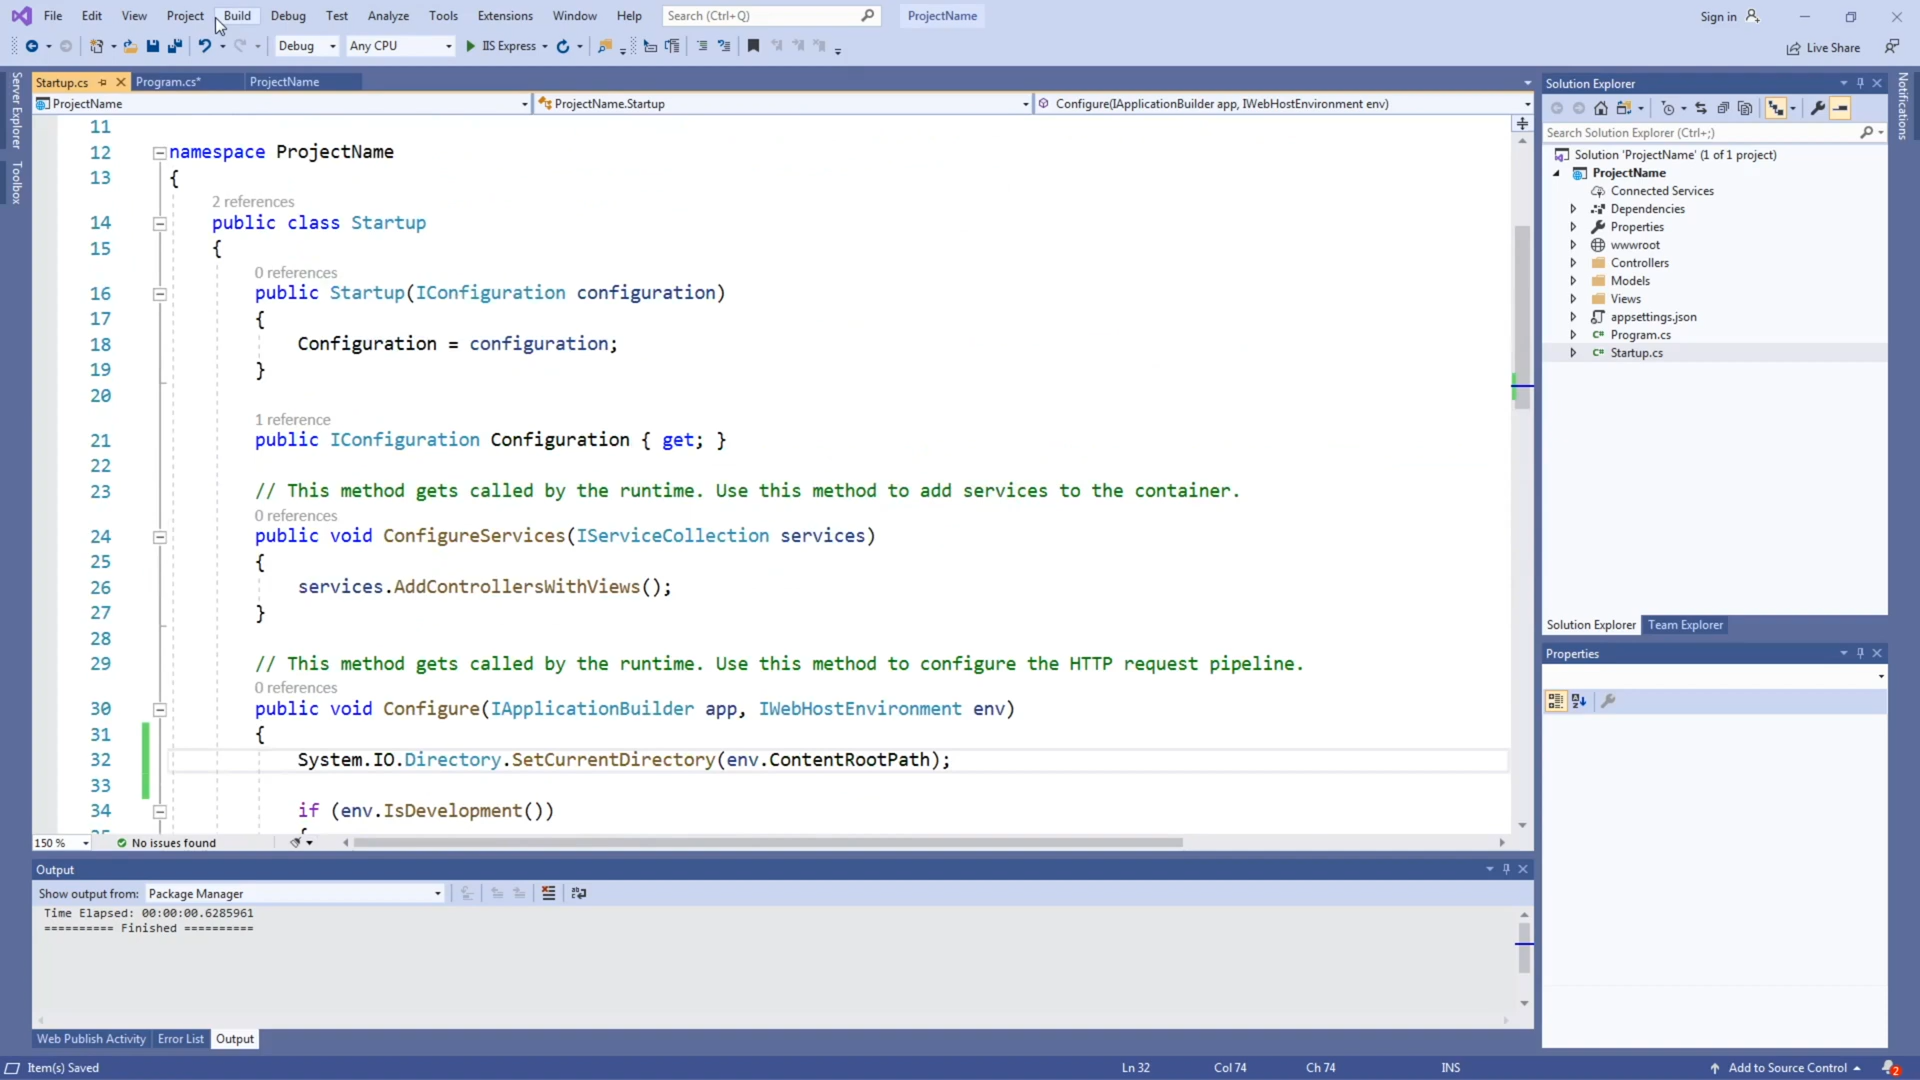 File Edit View Project Build Debug Test Analyze Tools Extensions Window Help Search (Ctrl+Q) ProjectName Sign in
Debug Any CPU IIS Express Live Share
Server Explorer
Toolbox
Startup.cs Program.cs* ProjectName
ProjectName ProjectName.Startup Configure(IApplicationBuilder app, IWebHostEnvironment env)
11
12 namespace ProjectName
13 {
2 references
14 public class Startup
15 {
0 references
16 public Startup(IConfiguration configuration)
17 {
18 Configuration = configuration;
19 }
20
1 reference
21 public IConfiguration Configuration { get; }
22
23 // This method gets called by the runtime. Use this method to add services to the container.
0 references
24 public void ConfigureServices(IServiceCollection services)
25 {
26 services.AddControllersWithViews();
27 }
28
29 // This method gets called by the runtime. Use this method to configure the HTTP request pipeline.
0 references
30 public void Configure(IApplicationBuilder app, IWebHostEnvironment env)
31 {
32 System.IO.Directory.SetCurrentDirectory(env.ContentRootPath);
33
34 if (env.IsDevelopment())
150 % No issues found
Output
Show output from: Package Manager
Time Elapsed: 00:00:00.6285961
========== Finished ==========
Web Publish Activity Error List Output
Solution Explorer
Search Solution Explorer (Ctrl+;)
Solution 'ProjectName' (1 of 1 project)
ProjectName
Connected Services
Dependencies
Properties
wwwroot
Controllers
Models
Views
appsettings.json
C# Program.cs
C# Startup.cs
Solution Explorer Team Explorer
Properties
Notifications
Item(s) Saved Ln 32 Col 74 Ch 74 INS Add to Source Control 2